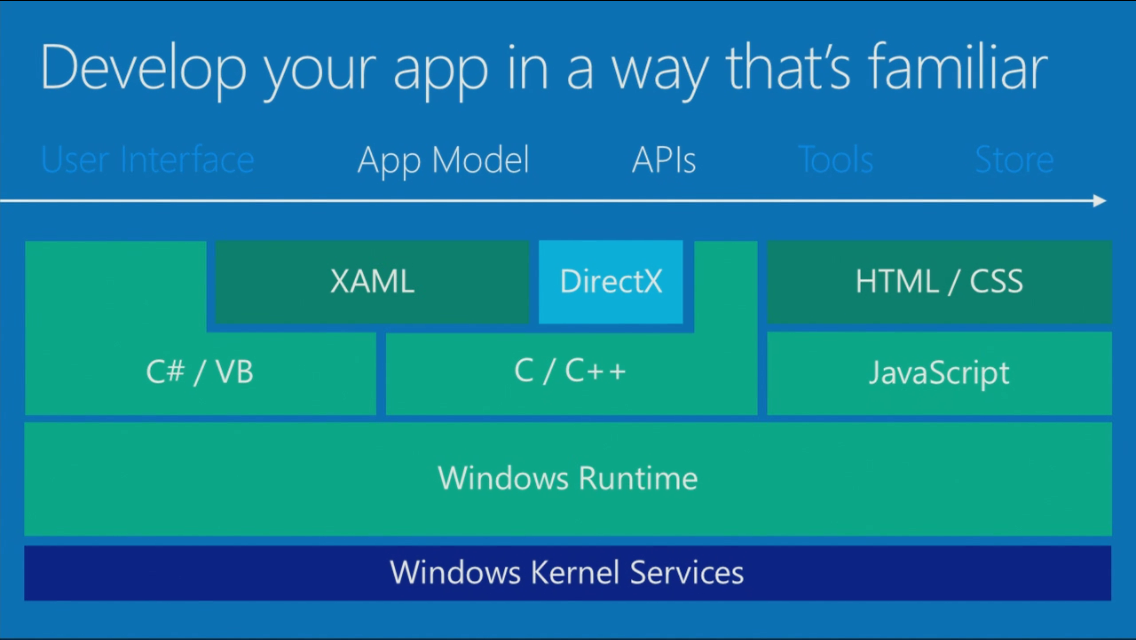 Develop your app in a way that's familiar
User Interface App Model APIs Tools Store
XAML DirectX HTML / CSS
C# / VB C / C++ JavaScript
Windows Runtime
Windows Kernel Services